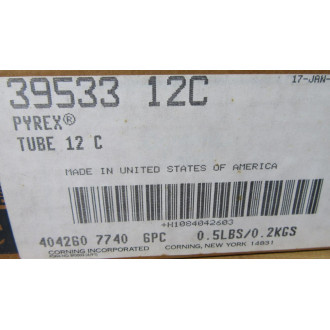 39533 12C
17-JAN-
PYREX®
TUBE 12 C
MADE IN UNITED STATES OF AMERICA
+H1084042603
404260 7740 6PC 0.5LBS/0.2KGS
CORNING INCORPORATED CORNING, NEW YORK 14831